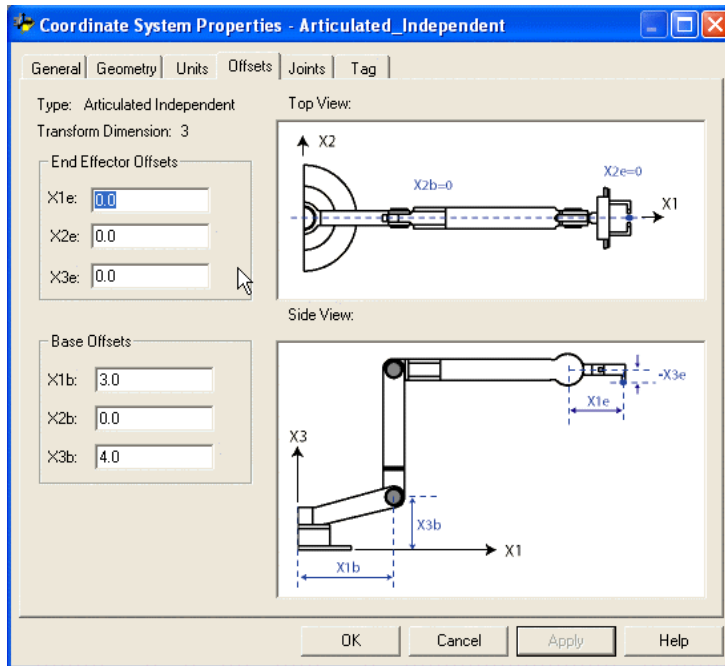 Coordinate System Properties - Articulated_Independent
General Geometry Units Offsets Joints Tag
Type: Articulated Independent
Transform Dimension: 3
End Effector Offsets
X1e: 0.0
X2e: 0.0
X3e: 0.0
Base Offsets
X1b: 3.0
X2b: 0.0
X3b: 4.0
Top View:
X2
X2b=0
X2e=0
X1
Side View:
X3
-X3e
X1e
X3b
X1
X1b
OK Cancel Apply Help